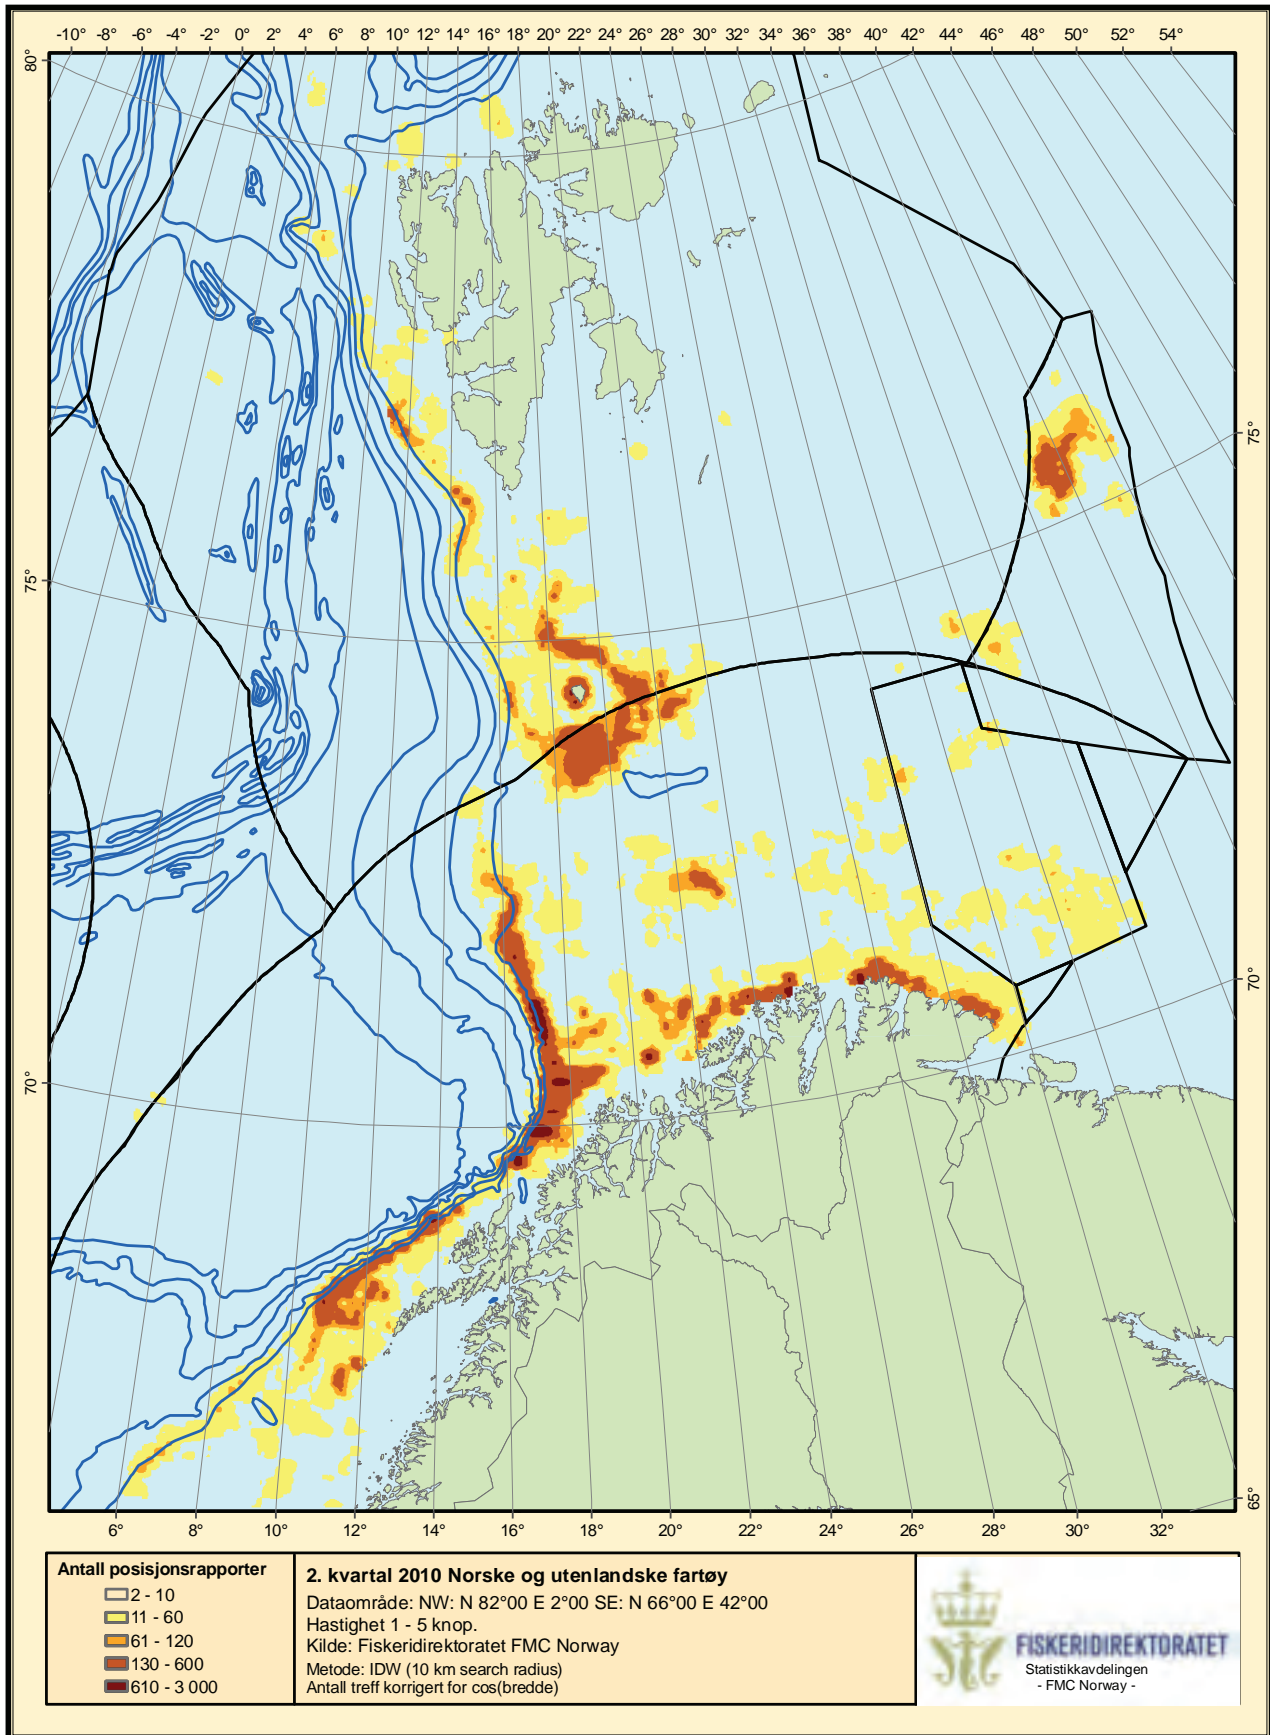 -10° -8° -6° -4° -2° 0° 2° 4° 6° 8° 10° 12° 14° 16° 18° 20° 22° 24° 26° 28° 30° 32° 34° 36° 38° 40° 42° 44° 46° 48° 50° 52° 54°
80°
75°
75°
70°
70°
65°
6° 8° 10° 12° 14° 16° 18° 20° 22° 24° 26° 28° 30° 32°
Antall posisjonsrapporter
2 - 10
11 - 60
61 - 120
130 - 600
610 - 3 000
2. kvartal 2010 Norske og utenlandske fartøy
Dataområde: NW: N 82°00 E 2°00 SE: N 66°00 E 42°00
Hastighet 1 - 5 knop.
Kilde: Fiskeridirektoratet FMC Norway
Metode: IDW (10 km search radius)
Antall treff korrigert for cos(bredde)
FISKERIDIREKTORATET
Statistikkavdelingen
- FMC Norway -